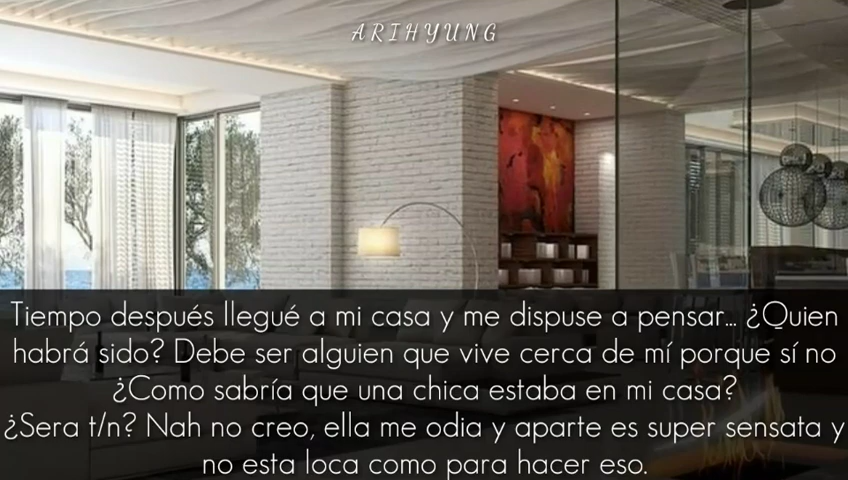 ARIHYUNG
Tiempo después llegué a mi casa y me dispuse a pensar... ¿Quien
habrá sido? Debe ser alguien que vive cerca de mí porque sí no
¿Como sabría que una chica estaba en mi casa?
¿Sera t/n? Nah no creo, ella me odia y aparte es super sensata y
no esta loca como para hacer eso.